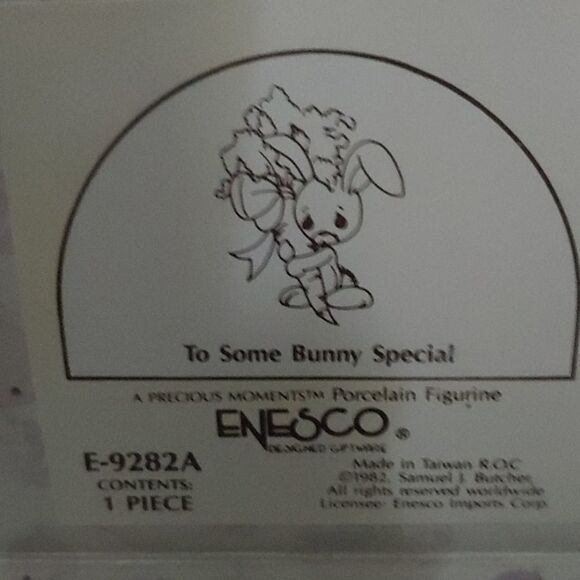 To Some Bunny Special
A PRECIOUS MOMENTS™ Porcelain Figurine
ENESCO ®
DESIGNED GIFTWARE
E-9282A
CONTENTS:
1 PIECE
Made in Taiwan R.O.C
©1982, Samuel J. Butcher,
All rights reserved worldwide
Licensee: Enesco Imports Corp.